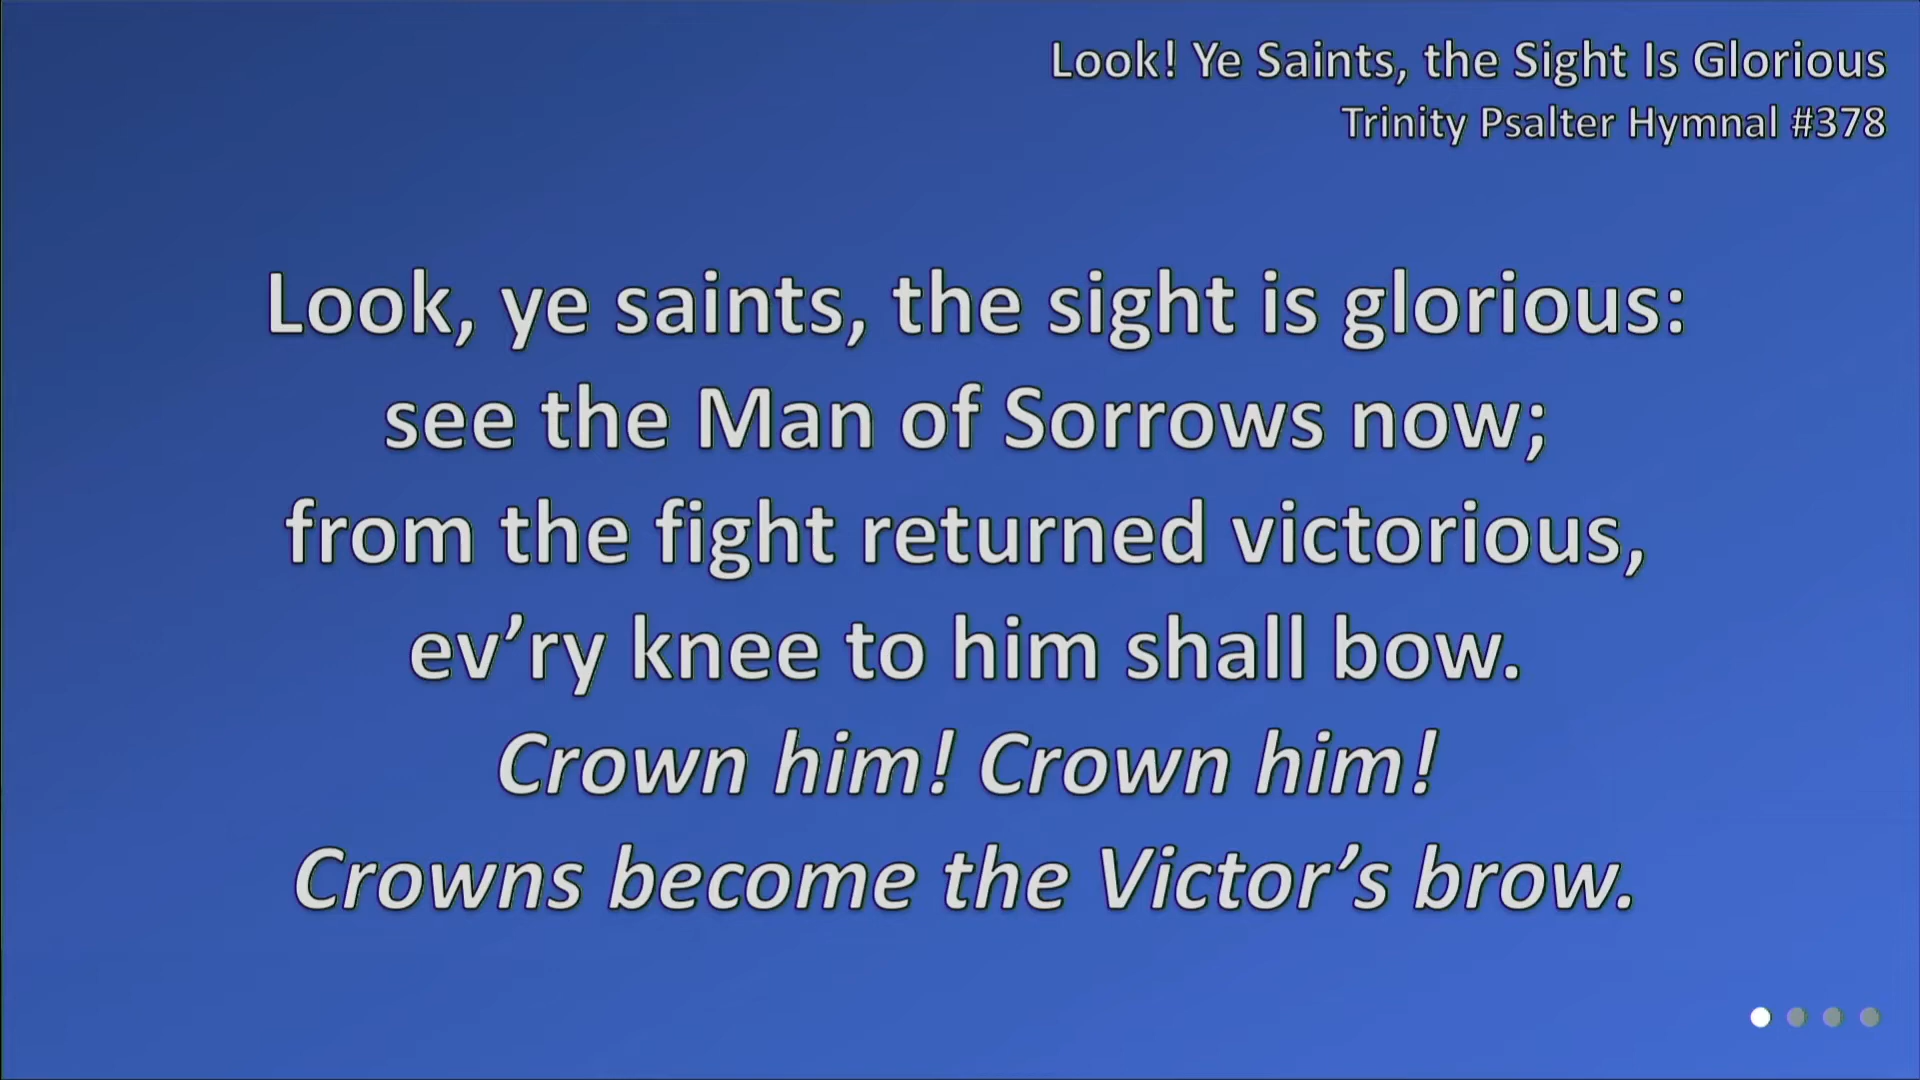 Look! Ye Saints, the Sight Is Glorious
Trinity Psalter Hymnal #378
Look, ye saints, the sight is glorious:
see the Man of Sorrows now;
from the fight returned victorious,
ev’ry knee to him shall bow.
Crown him! Crown him!
Crowns become the Victor’s brow.